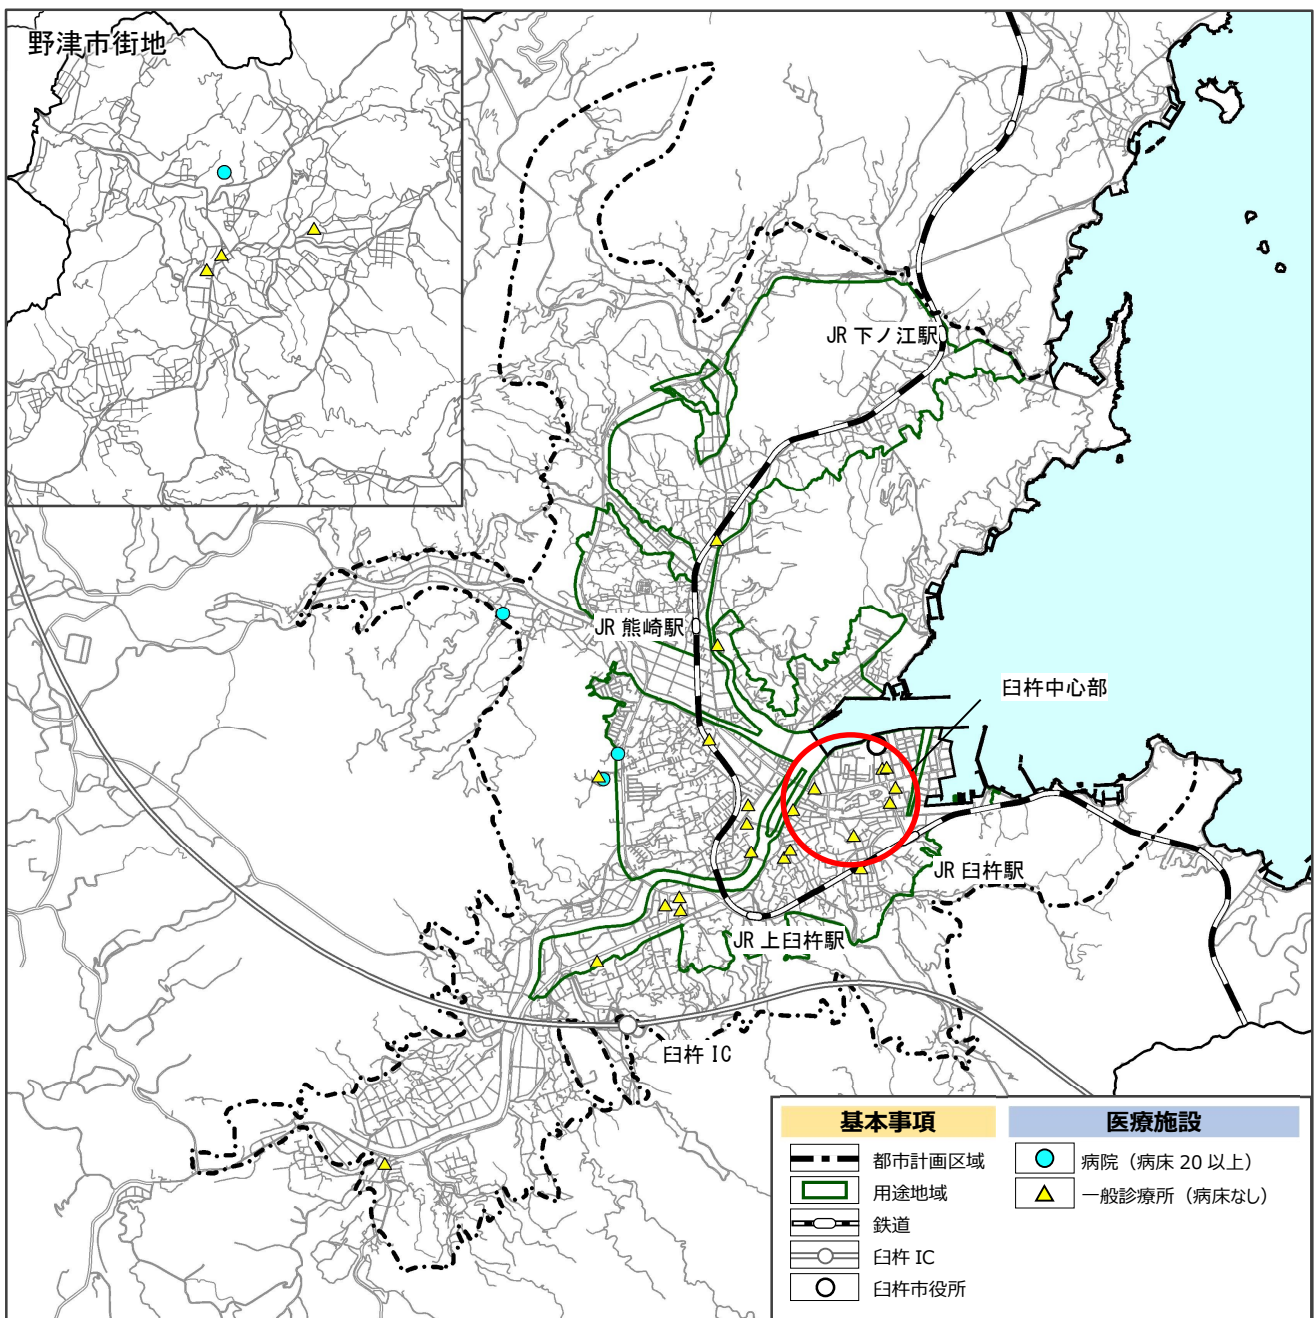 野津市街地
JR 下ノ江駅
JR 熊崎駅
臼杵中心部
JR 臼杵駅
JR 上臼杵駅
臼杵 IC
基本事項
都市計画区域
用途地域
鉄道
臼杵 IC
臼杵市役所
医療施設
病院（病床 20 以上）
一般診療所（病床なし）